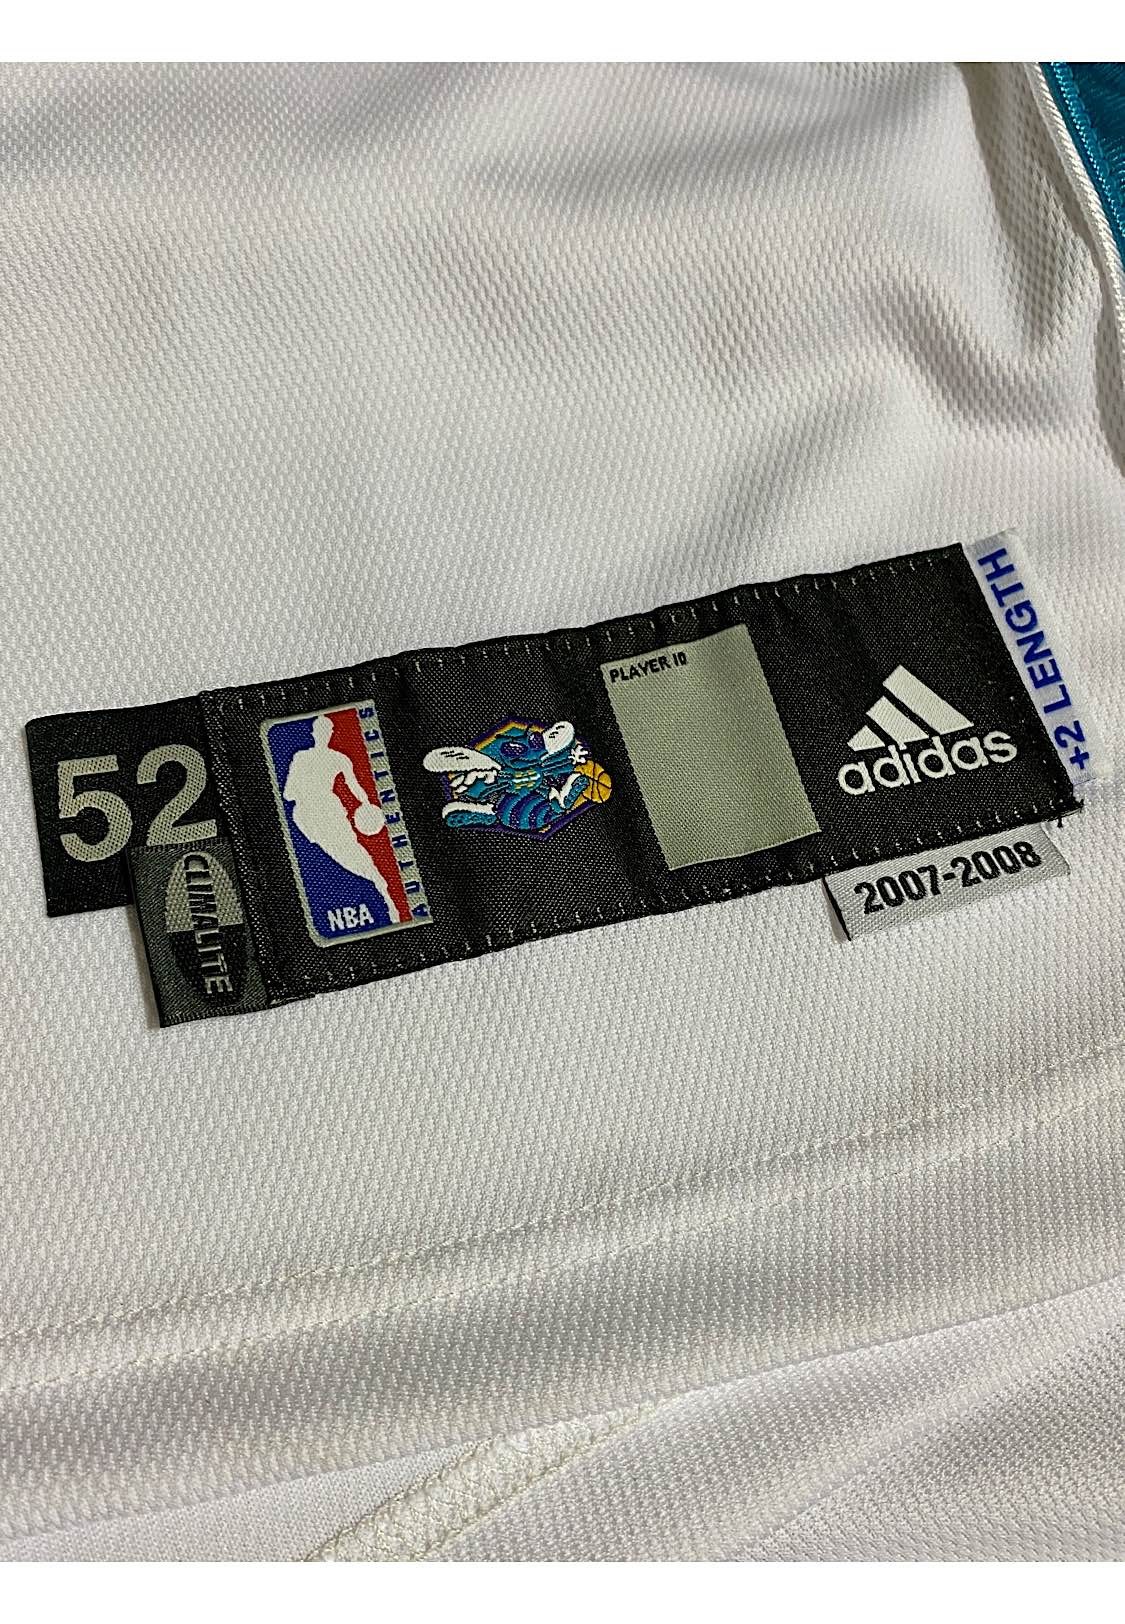 52
CLIMALITE
NBA
AUTHENTICS
PLAYER ID
adidas
+2 LENGTH
2007-2008